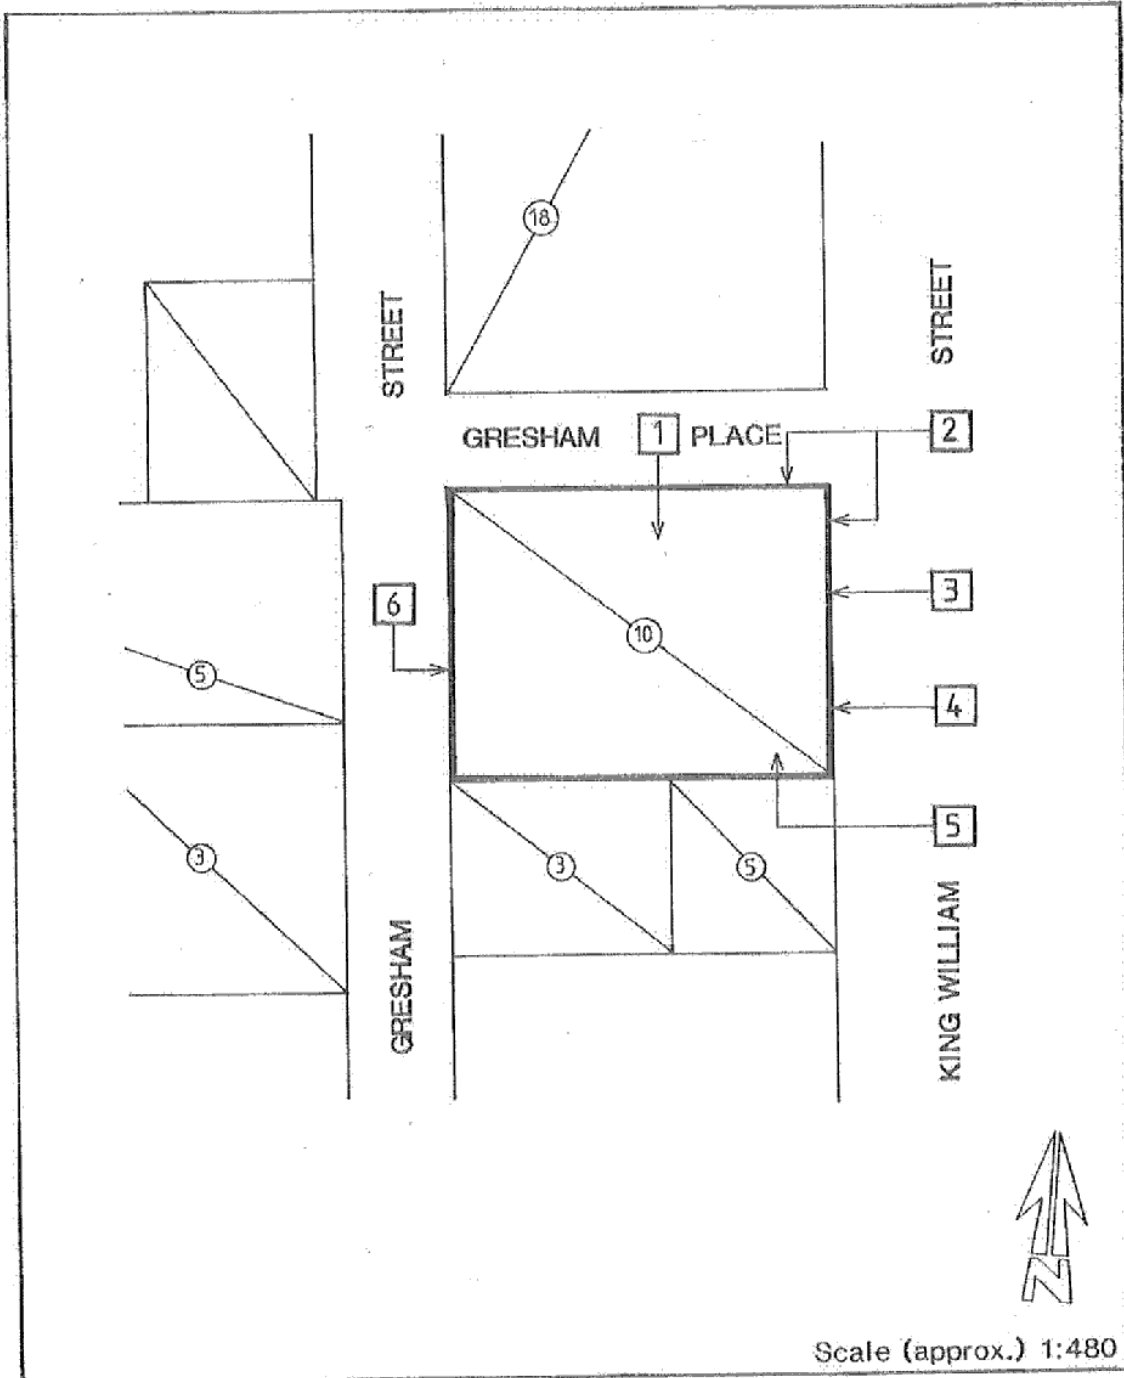 18
STREET
STREET
GRESHAM 1 PLACE 2
3
6
10
5
4
5
3
3
5
GRESHAM
KING WILLIAM
N
Scale (approx.) 1:480